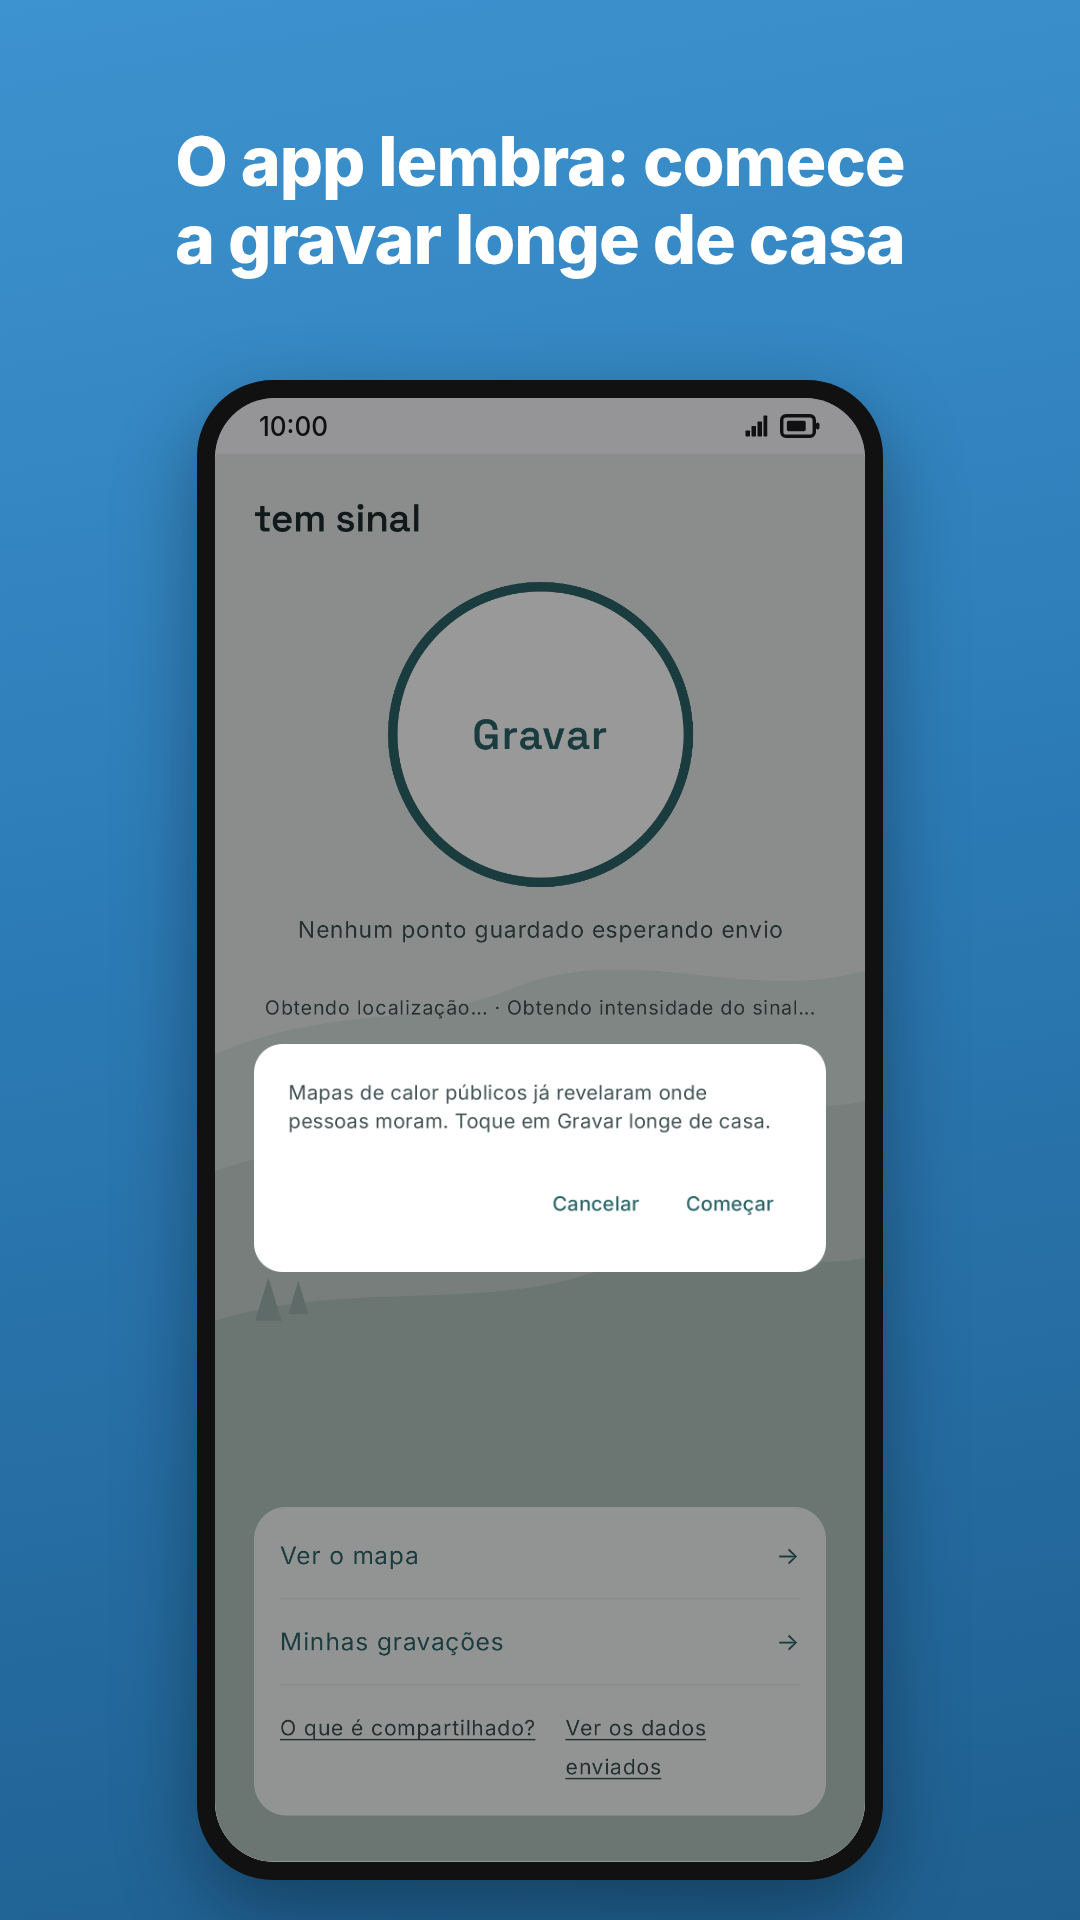 O app lembra: comece
a gravar longe de casa
10:00
tem sinal
Gravar
Nenhum ponto guardado esperando envio
Obtendo localização... · Obtendo intensidade do sinal...
Mapas de calor públicos já revelaram onde
pessoas moram. Toque em Gravar longe de casa.
Cancelar Começar
Ver o mapa →
Minhas gravações →
O que é compartilhado? Ver os dados
enviados